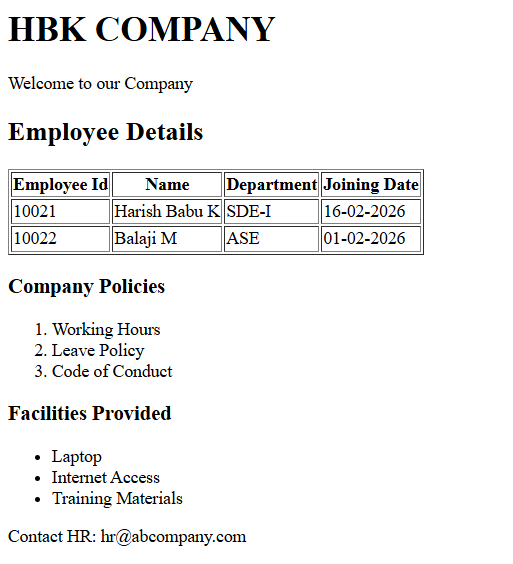 HBK COMPANY
Welcome to our Company
Employee Details
Employee Id Name Department Joining Date
10021 Harish Babu K SDE-I 16-02-2026
10022 Balaji M ASE 01-02-2026
Company Policies
1. Working Hours
2. Leave Policy
3. Code of Conduct
Facilities Provided
• Laptop
• Internet Access
• Training Materials
Contact HR: hr@abcompany.com